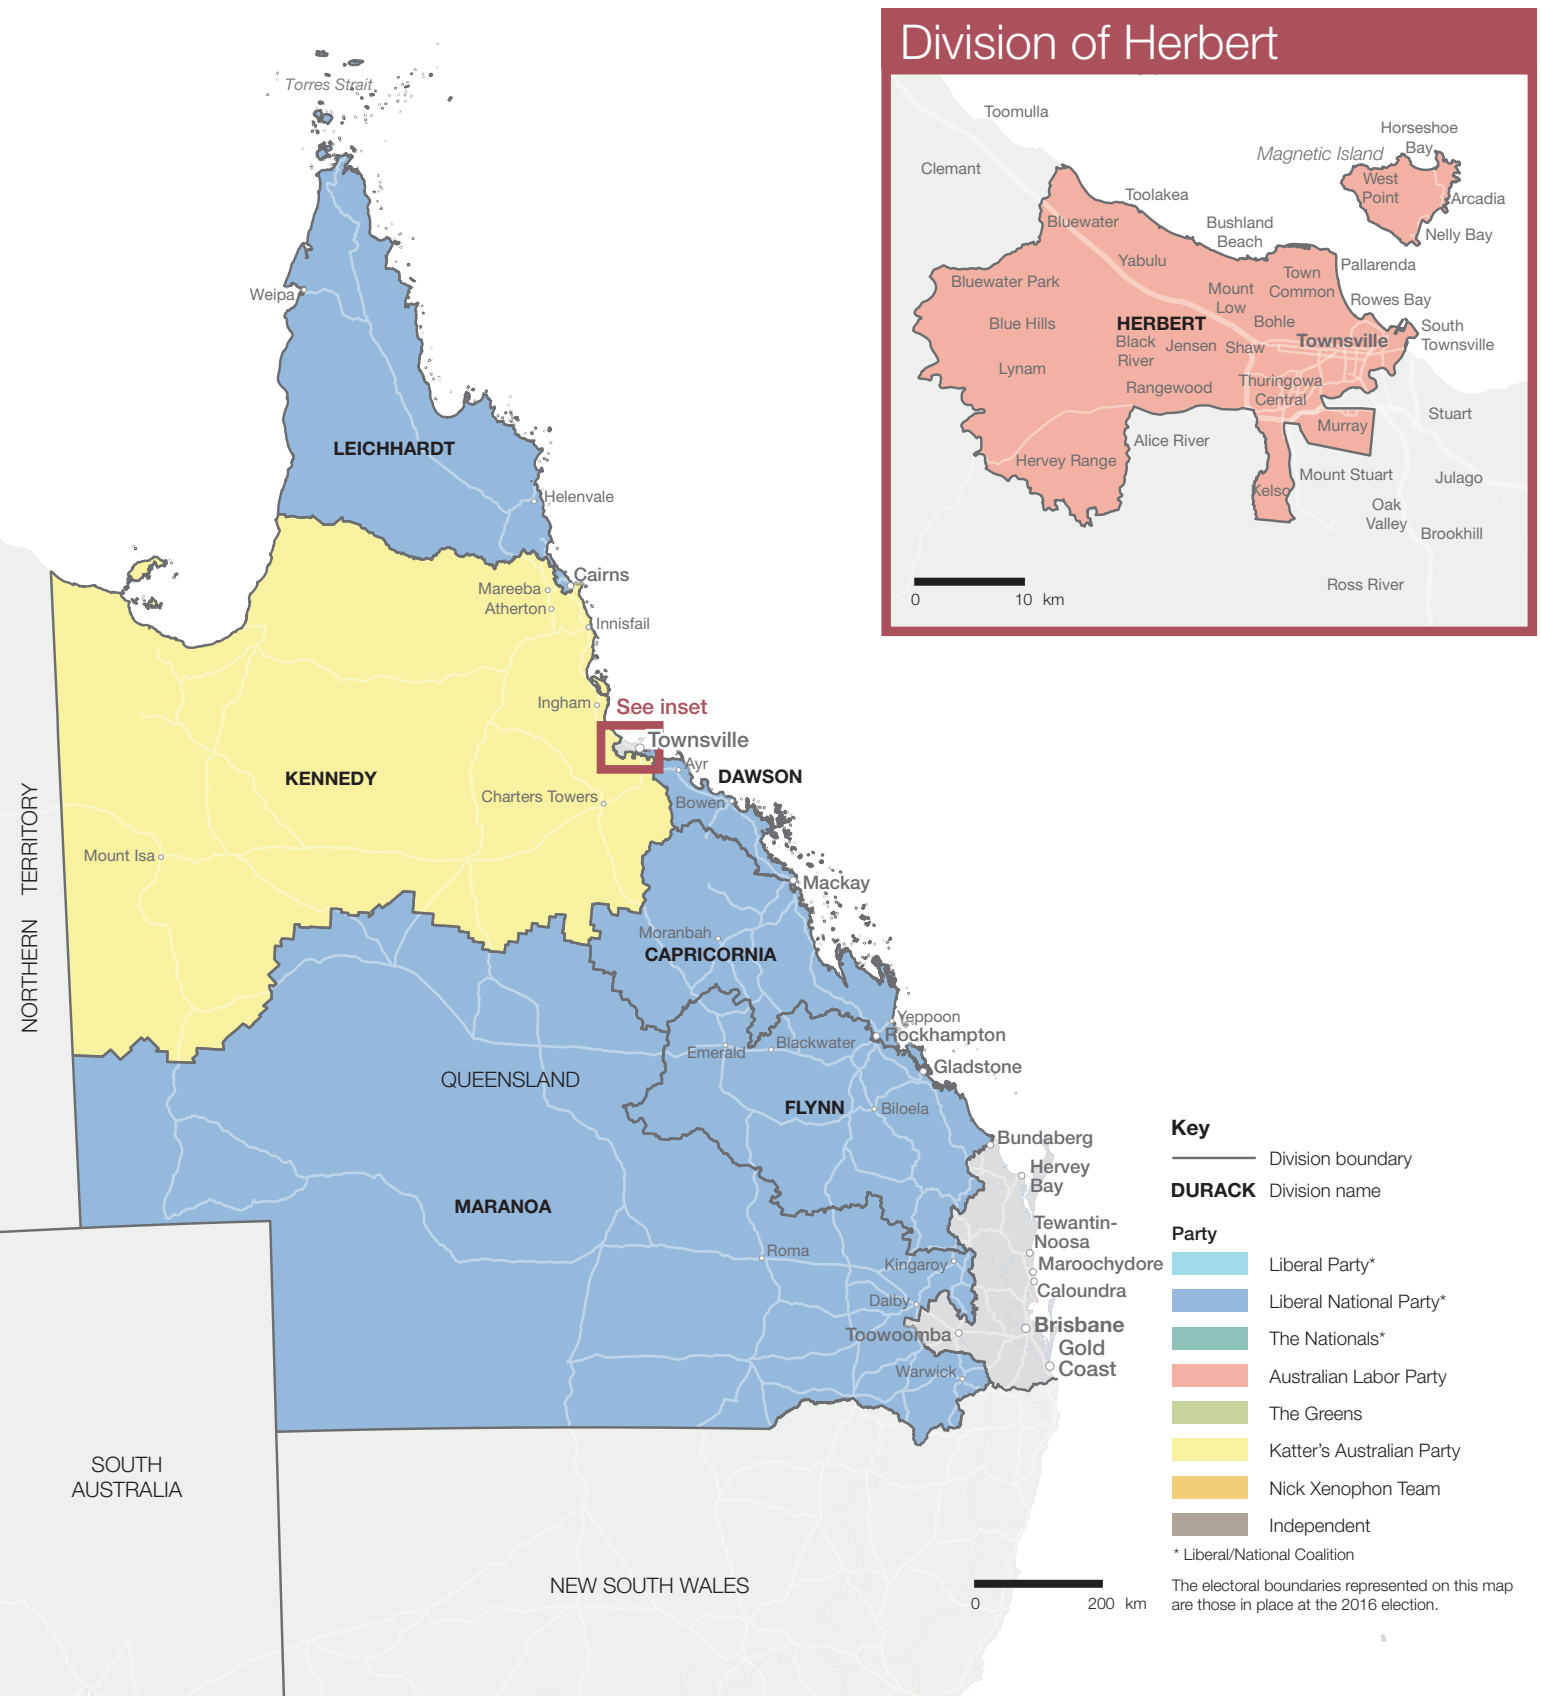 Division of Herbert
Toomulla
Clemant
Horseshoe
Bay
Magnetic Island
West
Point
Arcadia
Nelly Bay
Toolakea
Bluewater
Bushland
Beach
Yabulu
Pallarenda
Town
Common
Bluewater Park
Mount
Low
Rowes Bay
Blue Hills
HERBERT
Bohle
South
Townsville
Black
River
Jensen
Shaw
Townsville
Lynam
Rangewood
Thuringowa
Central
Stuart
Murray
Alice River
Hervey Range
Mount Stuart
Julago
Kelso
Oak
Valley
Brookhill
Ross River
0 10 km
Torres Strait
Weipa
LEICHHARDT
Helenvale
Cairns
Mareeba
Atherton
Innisfail
Ingham
See inset
Townsville
Ayr
KENNEDY
DAWSON
Charters Towers
Bowen
Mount Isa
Mackay
NORTHERN TERRITORY
Moranbah
CAPRICORNIA
Yeppoon
Rockhampton
Blackwater
Emerald
Gladstone
QUEENSLAND
FLYNN
Biloela
Bundaberg
Hervey
Bay
MARANOA
Tewantin-
Noosa
Roma
Kingaroy
Maroochydore
Caloundra
Dalby
Toowoomba
Brisbane
Gold
Coast
Warwick
SOUTH
AUSTRALIA
NEW SOUTH WALES
0 200 km
Key
Division boundary
DURACK Division name
Party
Liberal Party*
Liberal National Party*
The Nationals*
Australian Labor Party
The Greens
Katter's Australian Party
Nick Xenophon Team
Independent
* Liberal/National Coalition
The electoral boundaries represented on this map
are those in place at the 2016 election.